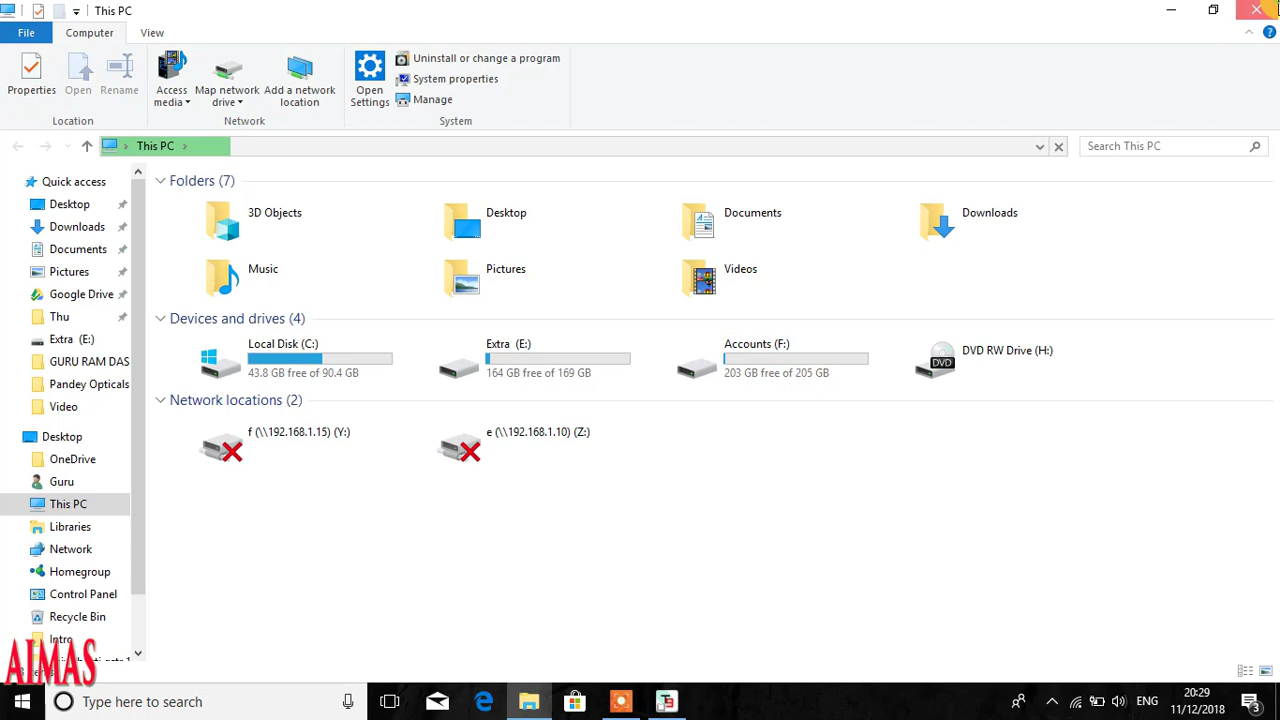 This PC
File
Computer
View
Properties
Open
Rename
Access media
Map network drive
Add a network location
Open Settings
Uninstall or change a program
System properties
Manage
Location
Network
System
This PC
Search This PC
Quick access
Desktop
Downloads
Documents
Pictures
Google Drive
Thu
Extra (E:)
GURU RAM DAS
Pandey Opticals
Video
Desktop
OneDrive
Guru
This PC
Libraries
Network
Homegroup
Control Panel
Recycle Bin
Intro
Folders (7)
3D Objects
Desktop
Documents
Downloads
Music
Pictures
Videos
Devices and drives (4)
Local Disk (C:)
43.8 GB free of 90.4 GB
Extra (E:)
164 GB free of 169 GB
Accounts (F:)
203 GB free of 205 GB
DVD RW Drive (H:)
DVD
Network locations (2)
f (\\192.168.1.15) (Y:)
e (\\192.168.1.10) (Z:)
AIMAS
Type here to search
ENG
20:29
11/12/2018
3